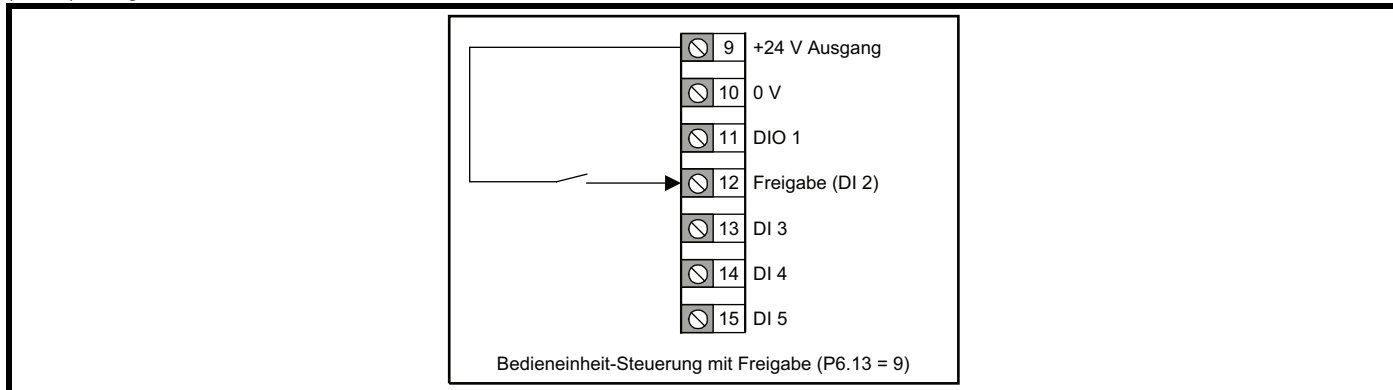 9 +24 V Ausgang
10 0 V
11 DIO 1
12 Freigabe (DI 2)
13 DI 3
14 DI 4
15 DI 5
Bedieneinheit-Steuerung mit Freigabe (P6.13 = 9)